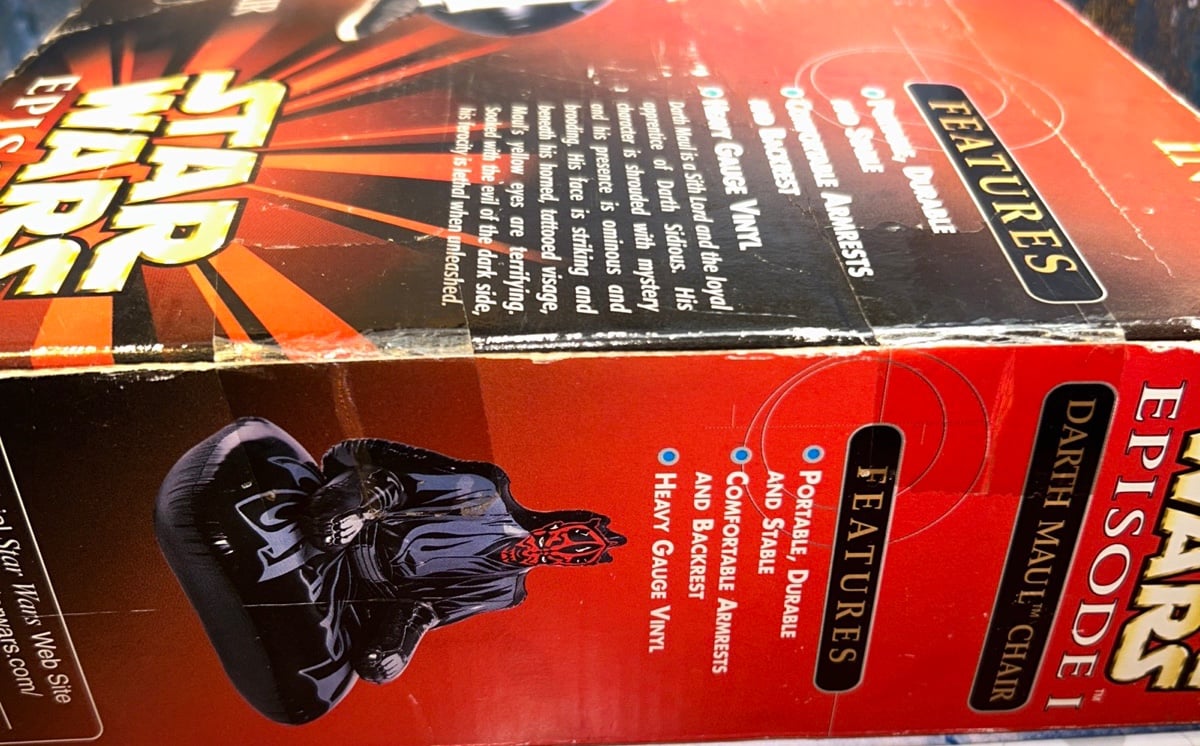 FEATURES
PORTABLE, DURABLE
AND STABLE
COMFORTABLE ARMRESTS
AND BACKREST
HEAVY GAUGE VINYL
Darth Maul is a Sith Lord and the loyal
apprentice of Darth Sidious. His
character is shrouded with mystery
and his presence is ominous and
brooding. His face is striking and
beneath his horned, tattooed visage,
Maul's yellow eyes are terrifying.
Sealed with the evil of the dark side,
his ferocity is lethal when unleashed.
STAR
WARS
WARS
EPISODE I™
DARTH MAUL™ CHAIR
FEATURES
PORTABLE, DURABLE
AND STABLE
COMFORTABLE ARMRESTS
AND BACKREST
HEAVY GAUGE VINYL
Star Wars Web Site